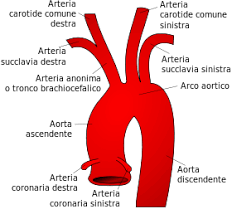 Arteria
carotide comune
destra
Arteria
carotide comune
sinistra
Arteria
succlavia destra
Arteria
succlavia sinistra
Arteria anonima
o tronco brachiocefalico
Arco aortico
Aorta
ascendente
Aorta
discendente
Arteria
coronaria destra
Arteria
coronaria sinistra